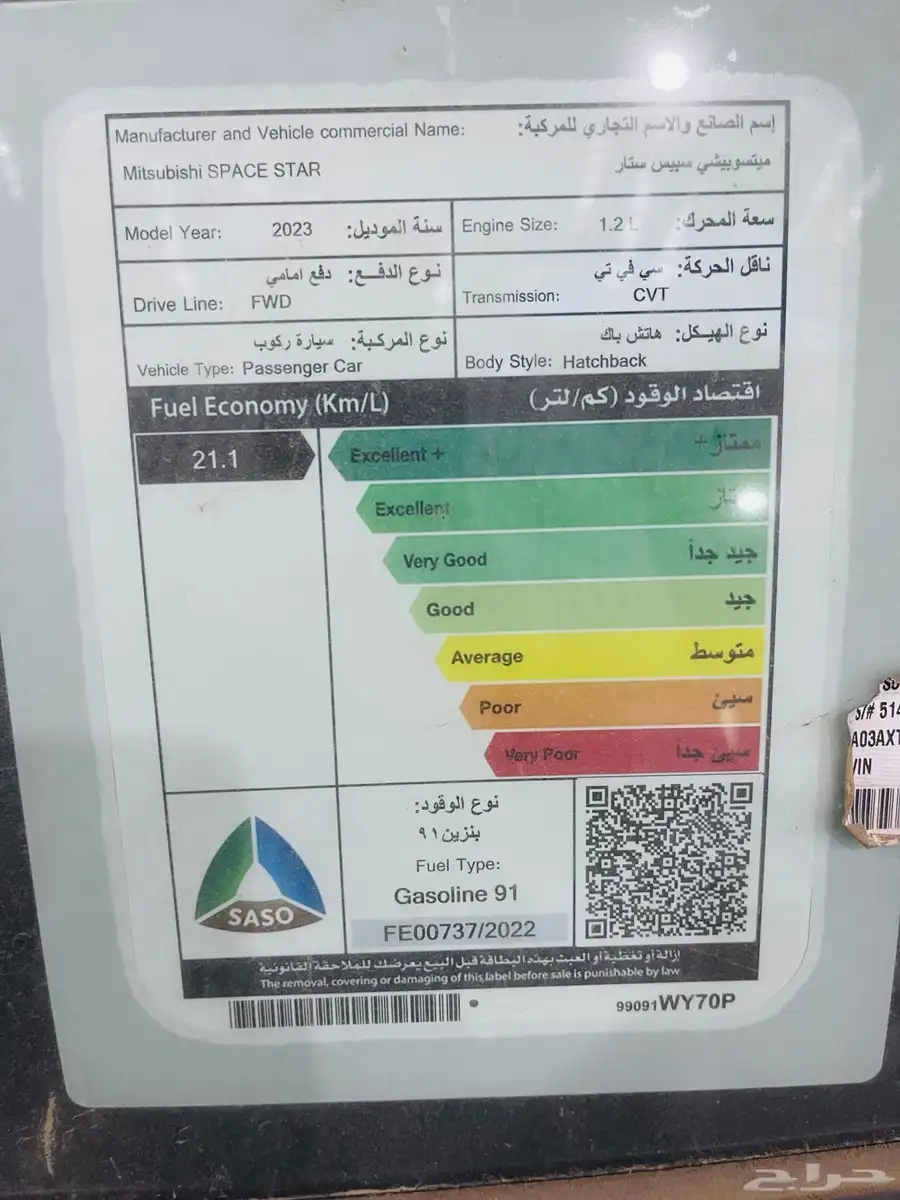 Manufacturer and Vehicle commercial Name: إسم الصانع والاسم التجاري للمركبة:
Mitsubishi SPACE STAR ميتسوبيشي سبيس ستار
Model Year: 2023 سنة الموديل:
Engine Size: 1.2 L سعة المحرك:
نوع الدفـع: دفع امامي
Drive Line: FWD
ناقل الحركة: سي في تي
Transmission: CVT
نوع المركبة: سيارة ركوب
Vehicle Type: Passenger Car
نوع الهيكل: هاتش باك
Body Style: Hatchback
Fuel Economy (Km/L) اقتصاد الوقود (كم/لتر)
21.1
Excellent + ممتاز+
Excellent
Very Good جيد جداً
Good جيد
Average متوسط
Poor سيئ
Very Poor سيئ جداً
SASO
نوع الوقود:
بنزين ٩١
Fuel Type:
Gasoline 91
FE00737/2022
إزالة أو تغطية أو العبث بهذه البطاقة قبل البيع يعرضك للملاحقة القانونية
The removal, covering or damaging of this label before sale is punishable by law
99091WY70P
S/# 514
A03AXT
VIN
حراج